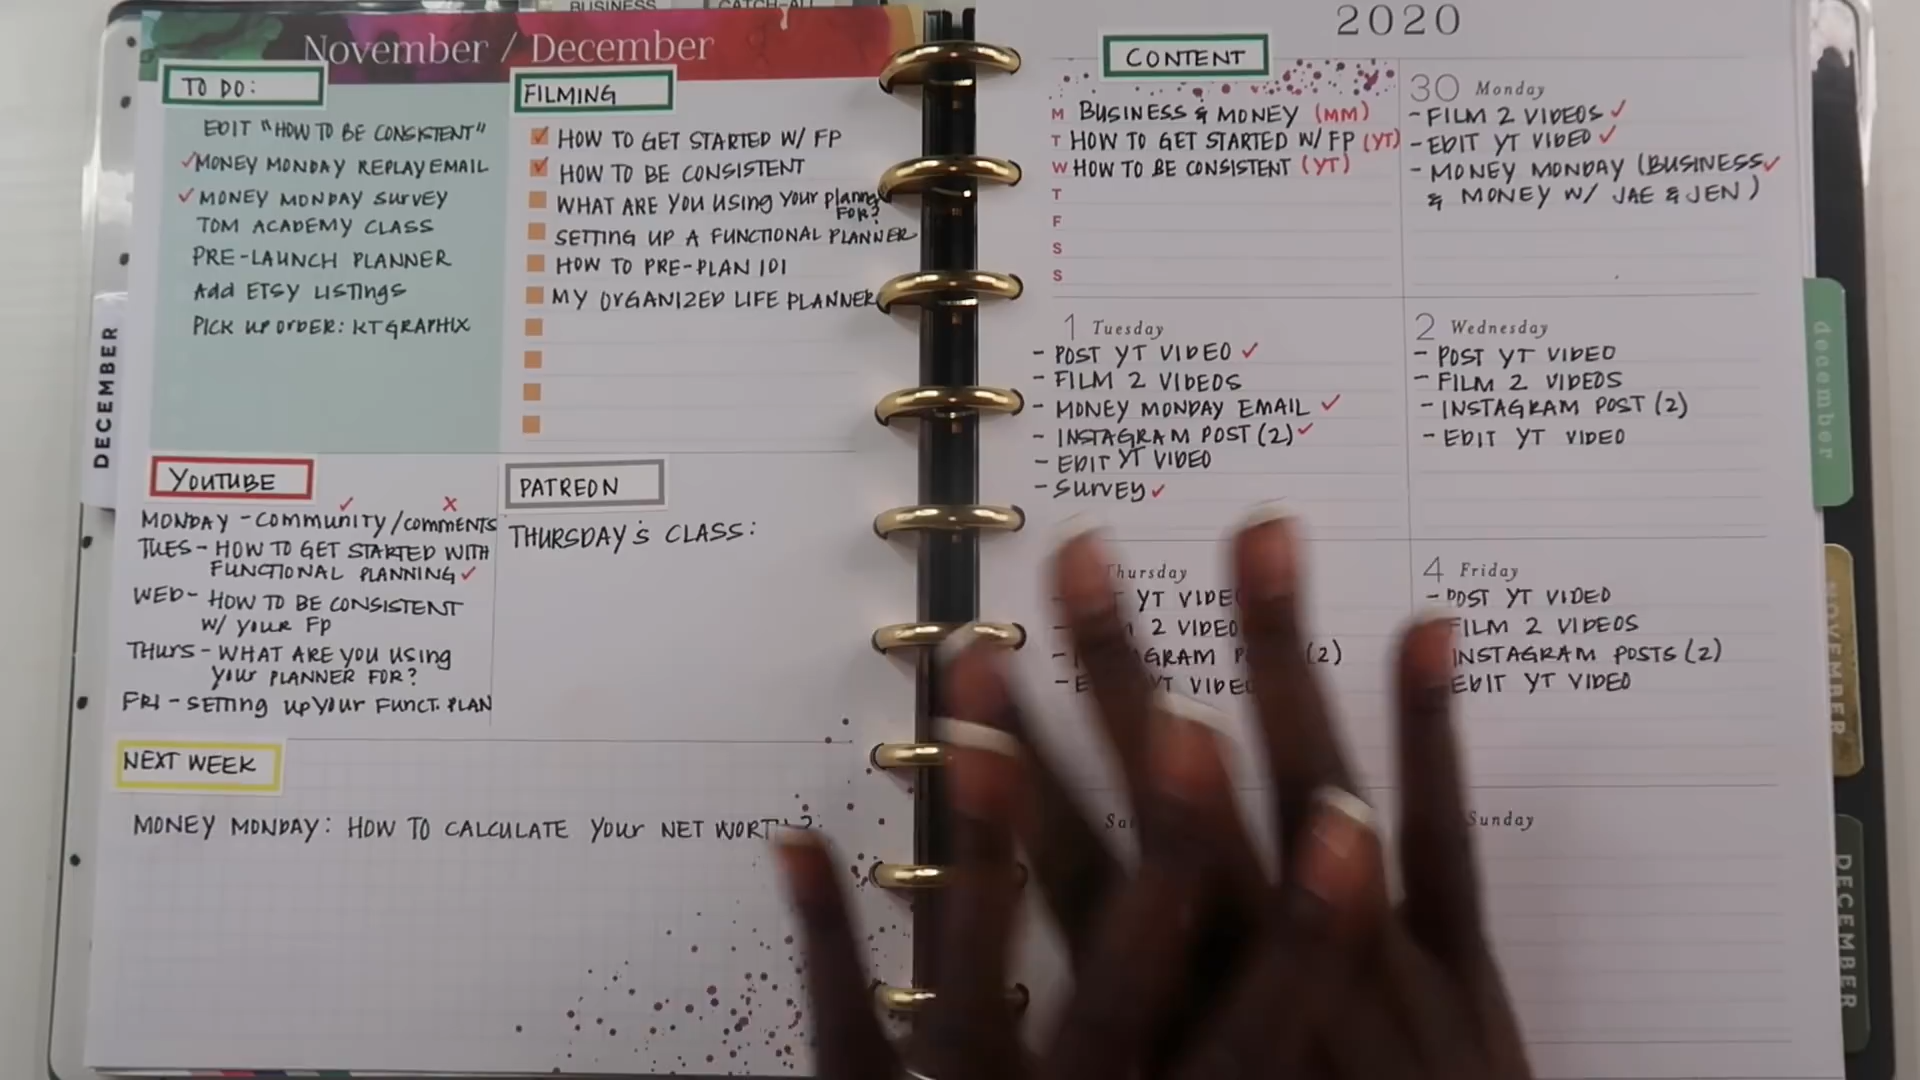 BUSINESS
CATCH-ALL
November / December
TO DO:
EDIT "HOW TO BE CONSISTENT"
✓MONEY MONDAY REPLAY EMAIL
✓ MONEY MONDAY SURVEY
TOM ACADEMY CLASS
PRE-LAUNCH PLANNER
Add ETSY LISTINGS
PICK UP ORDER: KTGRAPHIX
FILMING
HOW TO GET STARTED W/ FP
HOW TO BE CONSISTENT
WHAT ARE YOU USING YOUR Planner
FOR?
SETTING UP A FUNCTIONAL PLANNER
HOW TO PRE-PLAN 101
MY ORGANIZED LIFE PLANNER
YOUTUBE
MONDAY - COMMUNITY ✓/COMMENTS X
TUES - HOW TO GET STARTED WITH
FUNCTIONAL PLANNING ✓
WED - HOW TO BE CONSISTENT
W/ YOUR FP
THURS - WHAT ARE YOU USING
YOUR PLANNER FOR?
FRI - SETTING UP YOUR FUNCT. PLAN
PATREON
THURSDAY'S CLASS:
NEXT WEEK
MONEY MONDAY: HOW TO CALCULATE YOUR NET WORTH?
DECEMBER
2020
CONTENT
M BUSINESS & MONEY (MM)
T HOW TO GET STARTED W/ FP (YT)
W HOW TO BE CONSISTENT (YT)
T
F
S
S
30 Monday
- FILM 2 VIDEOS ✓
- EDIT YT VIDEO ✓
- MONEY MONDAY (BUSINESS ✓
& MONEY W/ JAE & JEN)
1 Tuesday
- POST YT VIDEO ✓
- FILM 2 VIDEOS
- MONEY MONDAY EMAIL ✓
- INSTAGRAM POST (2) ✓
- EDIT YT VIDEO
- SURVEY ✓
2 Wednesday
- POST YT VIDEO
- FILM 2 VIDEOS
- INSTAGRAM POST (2)
- EDIT YT VIDEO
Thursday
YT VIDEO
2 VIDEO
(2)
YT VIDEO
4 Friday
- POST YT VIDEO
FILM 2 VIDEOS
INSTAGRAM POSTS (2)
EDIT YT VIDEO
Sunday
december
NOVEMBER
DECEMBER